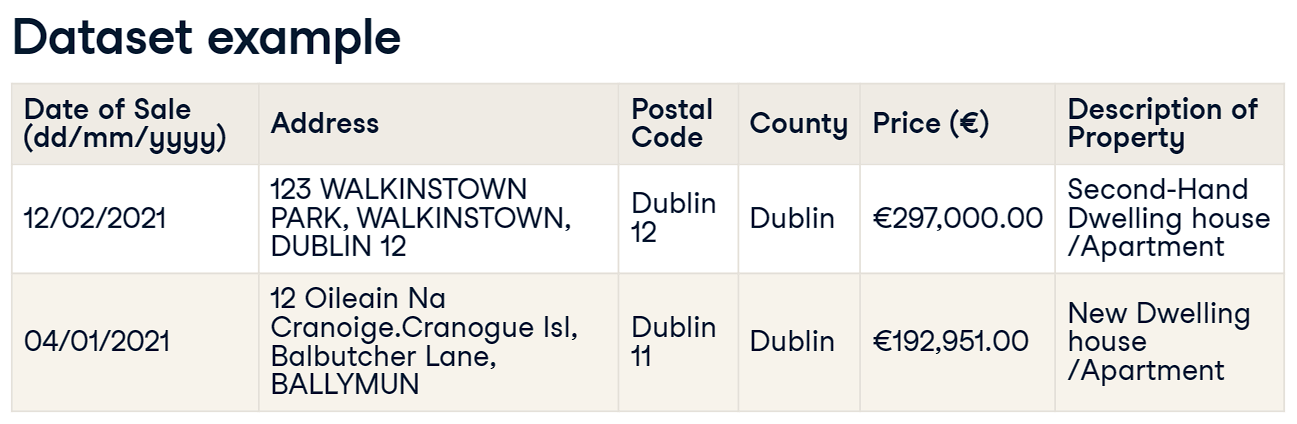 Dataset example
Date of Sale
(dd/mm/yyyy)
Address
Postal
Code
County
Price (€)
Description of
Property
12/02/2021
123 WALKINSTOWN
PARK, WALKINSTOWN,
DUBLIN 12
Dublin
12
Dublin
€297,000.00
Second-Hand
Dwelling house
/Apartment
04/01/2021
12 Oileain Na
Cranoige.Cranogue Isl,
Balbutcher Lane,
BALLYMUN
Dublin
11
Dublin
€192,951.00
New Dwelling
house
/Apartment